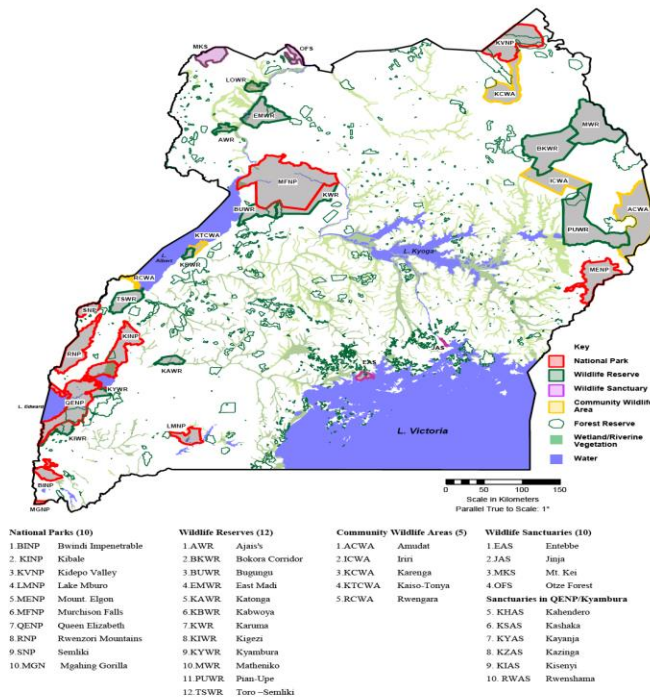 MKS
OFS
KVNP
LOWR
KCWA
EMWR
MWR
AWR
BKWR
MFNP
ICWA
KWR
ACWA
BUWR
PUWR
KTCWA
L. Kyoga
L. Albert
KBWR
RCWA
MENP
TSWR
SNP
KINP
RNP
JAS
EAS
KAWR
KYWR
QENP
L. Edward
KIWR
LMNP
L. Victoria
BINP
MGNP
Key
National Park
Wildlife Reserve
Wildlife Sanctuary
Community Wildlife
Area
Forest Reserve
Wetland/Riverine
Vegetation
Water
0 50 100 150
Scale in Kilometers
Parallel True to Scale: 1°
National Parks (10)
1.BINP Bwindi Impenetrable
2. KINP Kibale
3.KVNP Kidepo Valley
4.LMNP Lake Mburo
5.MENP Mount. Elgon
6.MFNP Murchison Falls
7.QENP Queen Elizabeth
8.RNP Rwenzori Mountains
9.SNP Semliki
10.MGN Mgahing Gorilla
Wildlife Reserves (12)
1.AWR Ajais's
2.BKWR Bokora Corridor
3.BUWR Bugungu
4.EMWR East Madi
5.KAWR Katonga
6.KBWR Kabwoya
7.KWR Karuma
8.KIWR Kigezi
9.KYWR Kyambura
10.MWR Matheniko
11.PUWR Pian-Upe
12.TSWR Toro –Semliki
Community Wildlife Areas (5)
1.ACWA Amudat
2.ICWA Iriri
3.KCWA Karenga
4.KTCWA Kaiso-Tonya
5.RCWA Rwengara
Wildlife Sanctuaries (10)
1.EAS Entebbe
2.JAS Jinja
3.MKS Mt. Kei
4.OFS Otze Forest
Sanctuaries in QENP/Kyambura
5. KHAS Kahendero
6. KSAS Kashaka
7. KYAS Kayanja
8. KZAS Kazinga
9. KIAS Kisenyi
10. RWAS Rwenshama